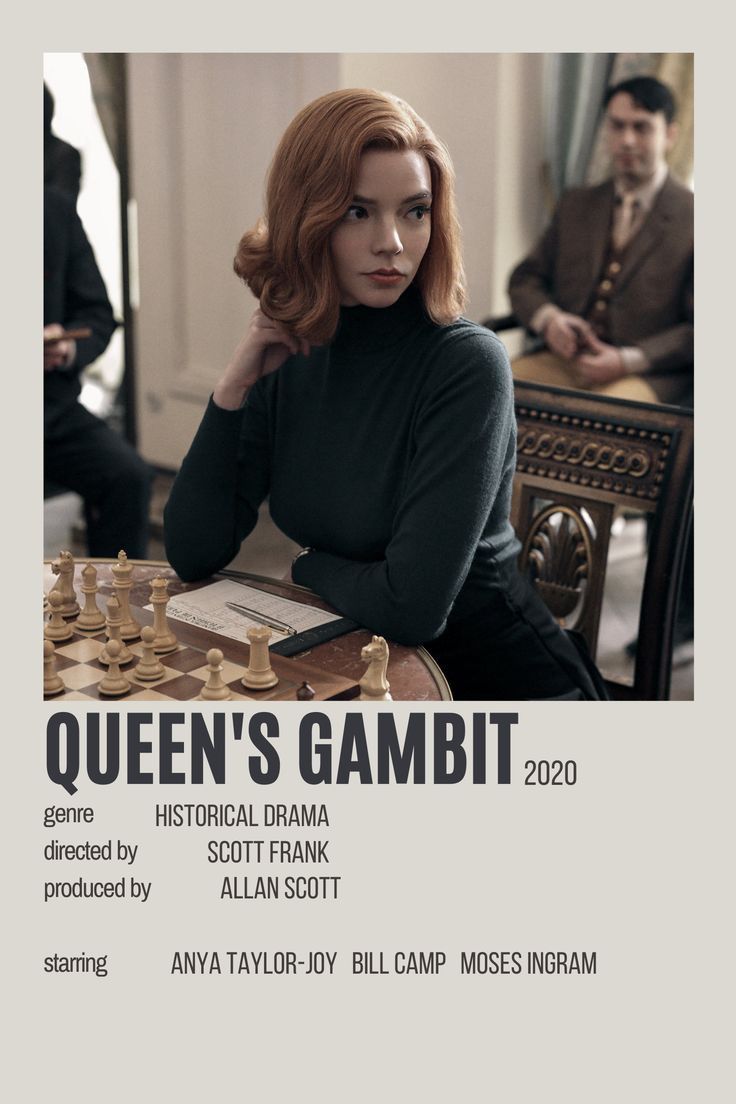 QUEEN'S GAMBIT 2020
genre HISTORICAL DRAMA
directed by SCOTT FRANK
produced by ALLAN SCOTT
starring ANYA TAYLOR-JOY BILL CAMP MOSES INGRAM